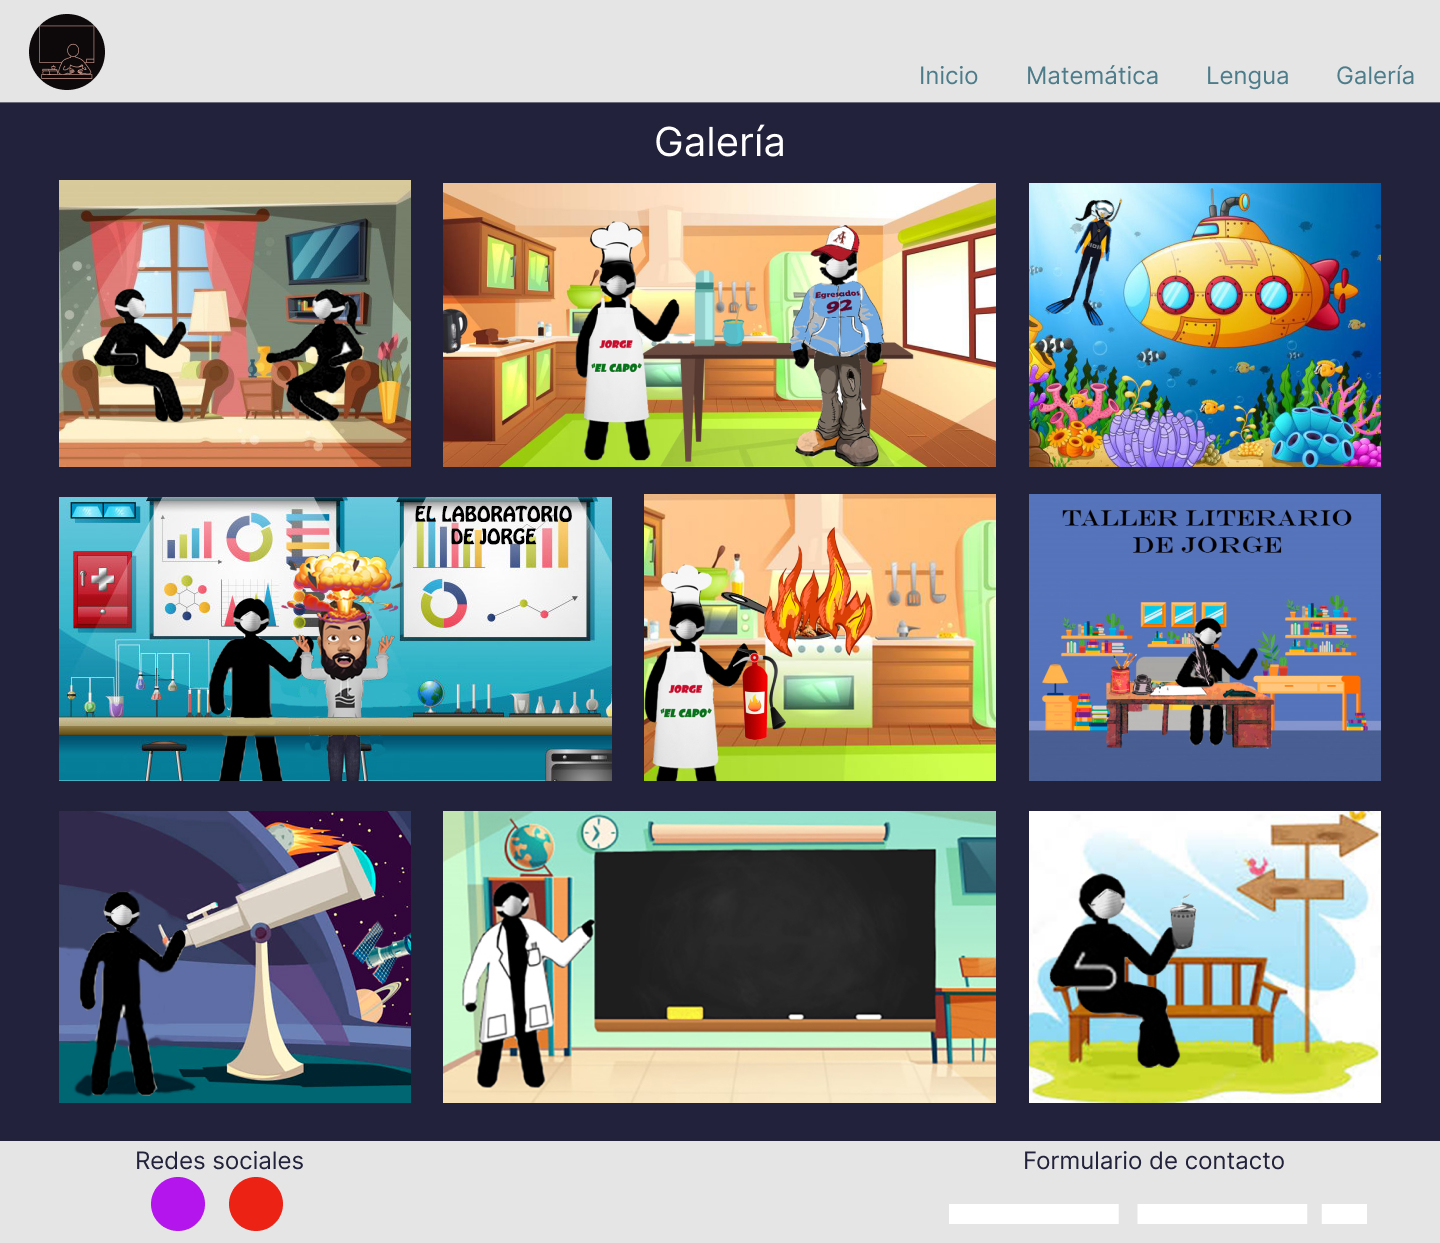 Inicio
Matemática
Lengua
Galería
Galería
JORGE
"EL CAPO"
A
Egresados
92
EL LABORATORIO
DE JORGE
JORGE
"EL CAPO"
TALLER LITERARIO
DE JORGE
Redes sociales
Formulario de contacto